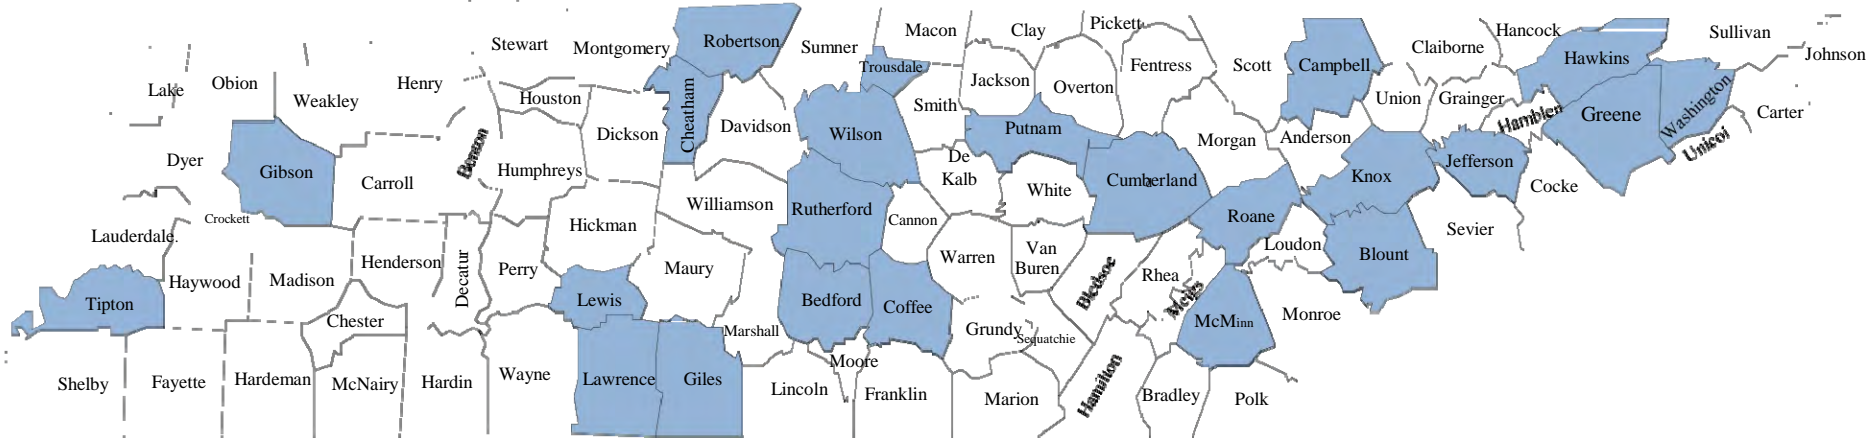 Pickett
Macon
Clay
Hancock
Sullivan
Stewart
Montgomery
Robertson
Sumner
Claiborne
Johnson
Lake
Obion
Henry
Weakley
Trousdale
Jackson
Fentress
Scott
Campbell
Hawkins
Houston
Smith
Overton
Union
Grainger
Dickson
Cheatham
Davidson
Wilson
Putnam
Morgan
Anderson
Hamblen
Greene
Washington
Carter
Unicoi
Dyer
Gibson
Carroll
Benton
Humphreys
De
Kalb
White
Cumberland
Knox
Jefferson
Cocke
Williamson
Rutherford
Cannon
Roane
Crockett
Hickman
Sevier
Lauderdale.
Loudon
Blount
Haywood
Madison
Henderson
Decatur
Perry
Maury
Warren
Van
Buren
Bledsoe
Rhea
Meigs
Tipton
Lewis
Bedford
Coffee
Monroe
Chester
Marshall
Grundy
Sequatchie
McMinn
Moore
Shelby
Fayette
Hardeman
McNairy
Hardin
Wayne
Lawrence
Giles
Lincoln
Franklin
Marion
Hamilton
Bradley
Polk